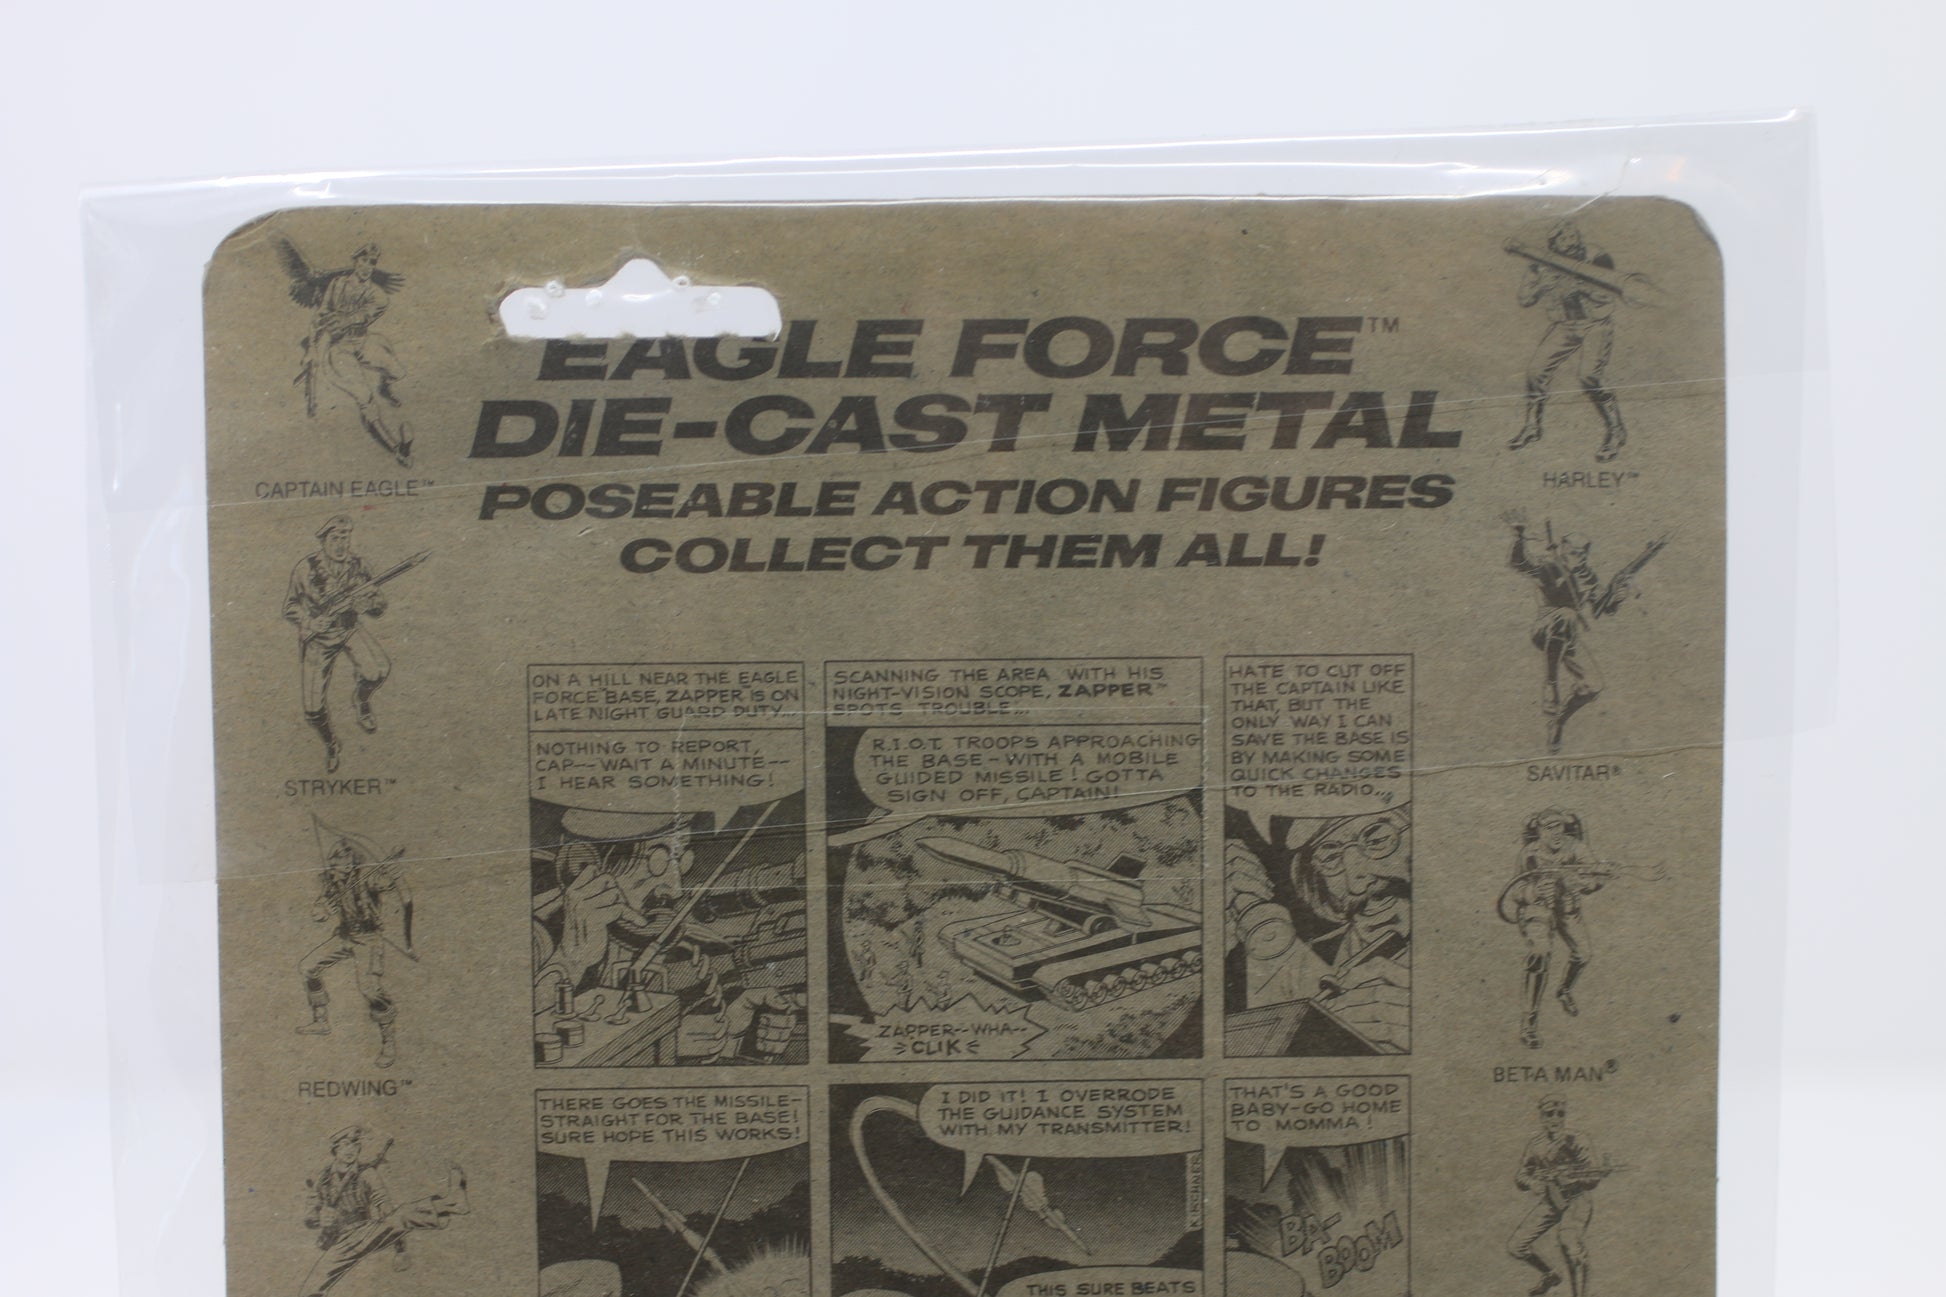 EAGLE FORCE™
DIE-CAST METAL
POSEABLE ACTION FIGURES
COLLECT THEM ALL!
CAPTAIN EAGLE™
STRYKER™
REDWING™
HARLEY™
SAVITAR®
BETA MAN®
ON A HILL NEAR THE EAGLE
FORCE™ BASE, ZAPPER™ IS ON
LATE NIGHT GUARD DUTY...
NOTHING TO REPORT,
CAP--WAIT A MINUTE--
I HEAR SOMETHING!
SCANNING THE AREA WITH HIS
NIGHT-VISION SCOPE, ZAPPER™
SPOTS TROUBLE!...
R.I.O.T. TROOPS APPROACHING
THE BASE - WITH A MOBILE
GUIDED MISSILE! GOTTA
SIGN OFF, CAPTAIN!
ZAPPER--WHA--
CLIK
HATE TO CUT OFF
THE CAPTAIN LIKE
THAT, BUT THE
ONLY WAY I CAN
SAVE THE BASE IS
BY MAKING SOME
QUICK CHANGES
TO THE RADIO...
THERE GOES THE MISSILE-
STRAIGHT FOR THE BASE!
SURE HOPE THIS WORKS!
I DID IT! I OVERRODE
THE GUIDANCE SYSTEM
WITH MY TRANSMITTER!
K. KSCHNER
THIS SURE BEATS
THAT'S A GOOD
BABY-GO HOME
TO MOMMA!
BA-
BOOM